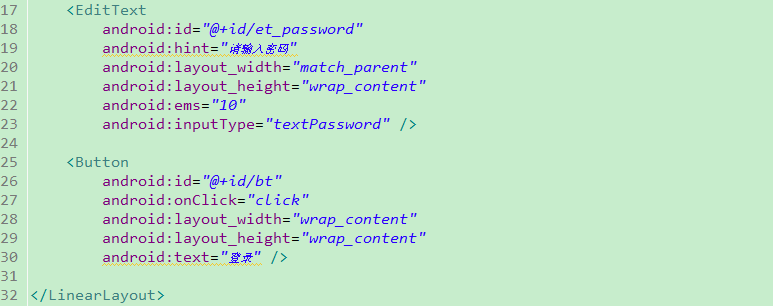 17 <EditText
18 android:id="@+id/et_password"
19 android:hint="请输入密码"
20 android:layout_width="match_parent"
21 android:layout_height="wrap_content"
22 android:ems="10"
23 android:inputType="textPassword" />
24
25 <Button
26 android:id="@+id/bt"
27 android:onClick="click"
28 android:layout_width="wrap_content"
29 android:layout_height="wrap_content"
30 android:text="登录" />
31
32 </LinearLayout>